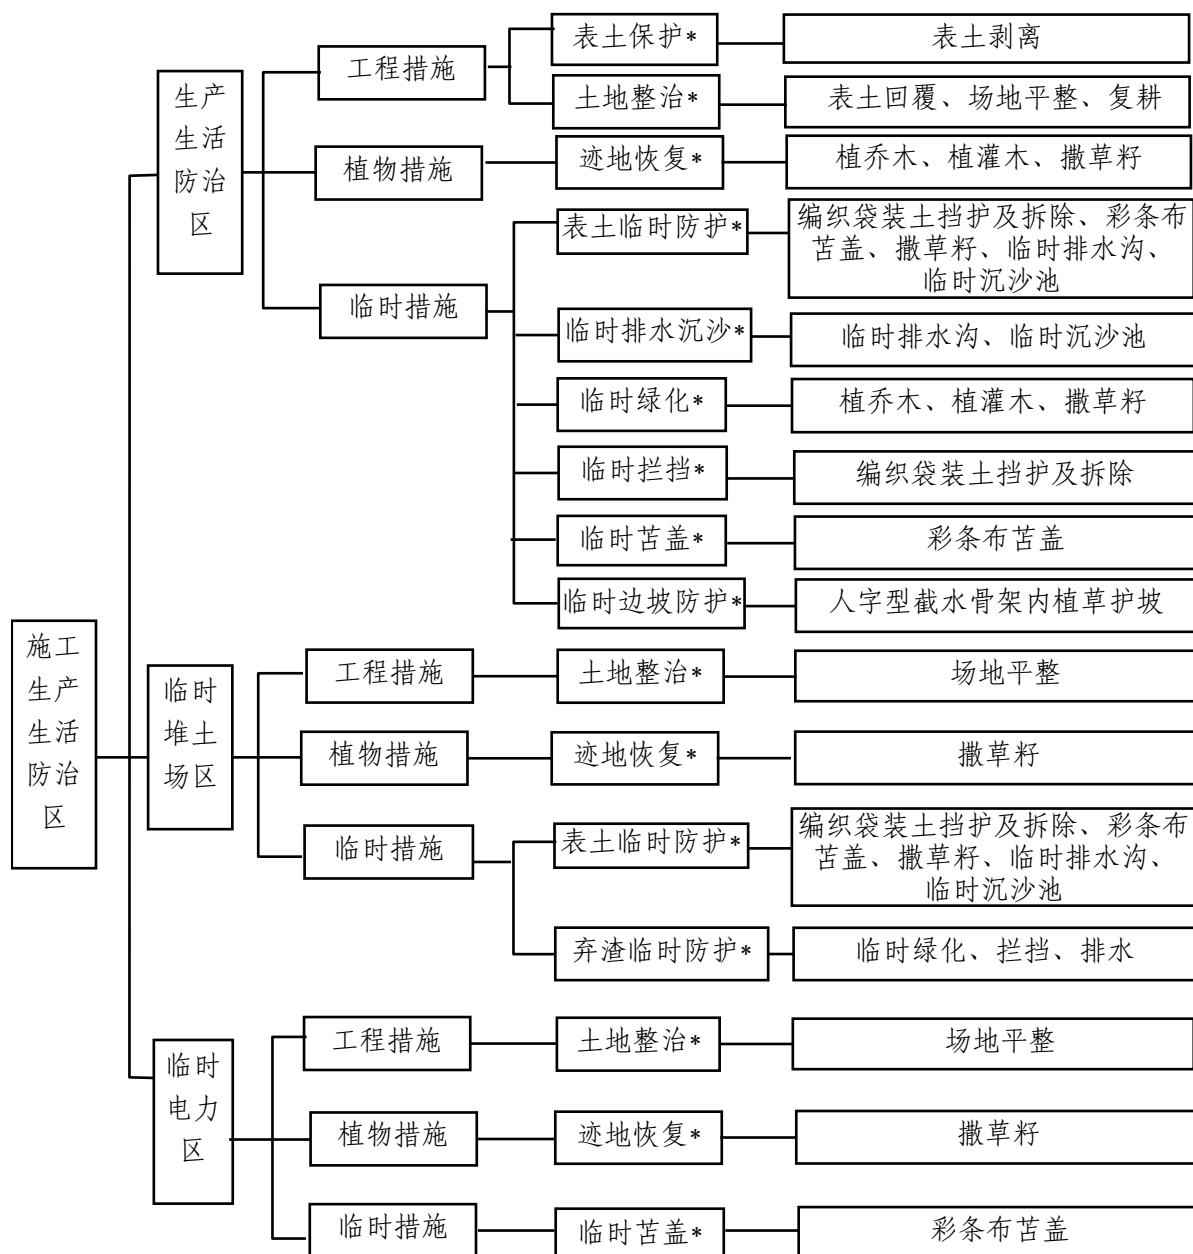 施工
生产
生活
防治
区
生产
生活
防治
区
工程措施
表土保护*
表土剥离
土地整治*
表土回覆、场地平整、复耕
植物措施
迹地恢复*
植乔木、植灌木、撒草籽
临时措施
表土临时防护*
编织袋装土挡护及拆除、彩条布
苫盖、撒草籽、临时排水沟、
临时沉沙池
临时排水沉沙*
临时排水沟、临时沉沙池
临时绿化*
植乔木、植灌木、撒草籽
临时拦挡*
编织袋装土挡护及拆除
临时苫盖*
彩条布苫盖
临时边坡防护*
人字型截水骨架内植草护坡
临时
堆土
场区
工程措施
土地整治*
场地平整
植物措施
迹地恢复*
撒草籽
临时措施
表土临时防护*
编织袋装土挡护及拆除、彩条布
苫盖、撒草籽、临时排水沟、
临时沉沙池
弃渣临时防护*
临时绿化、拦挡、排水
临时
电力
区
工程措施
土地整治*
场地平整
植物措施
迹地恢复*
撒草籽
临时措施
临时苫盖*
彩条布苫盖